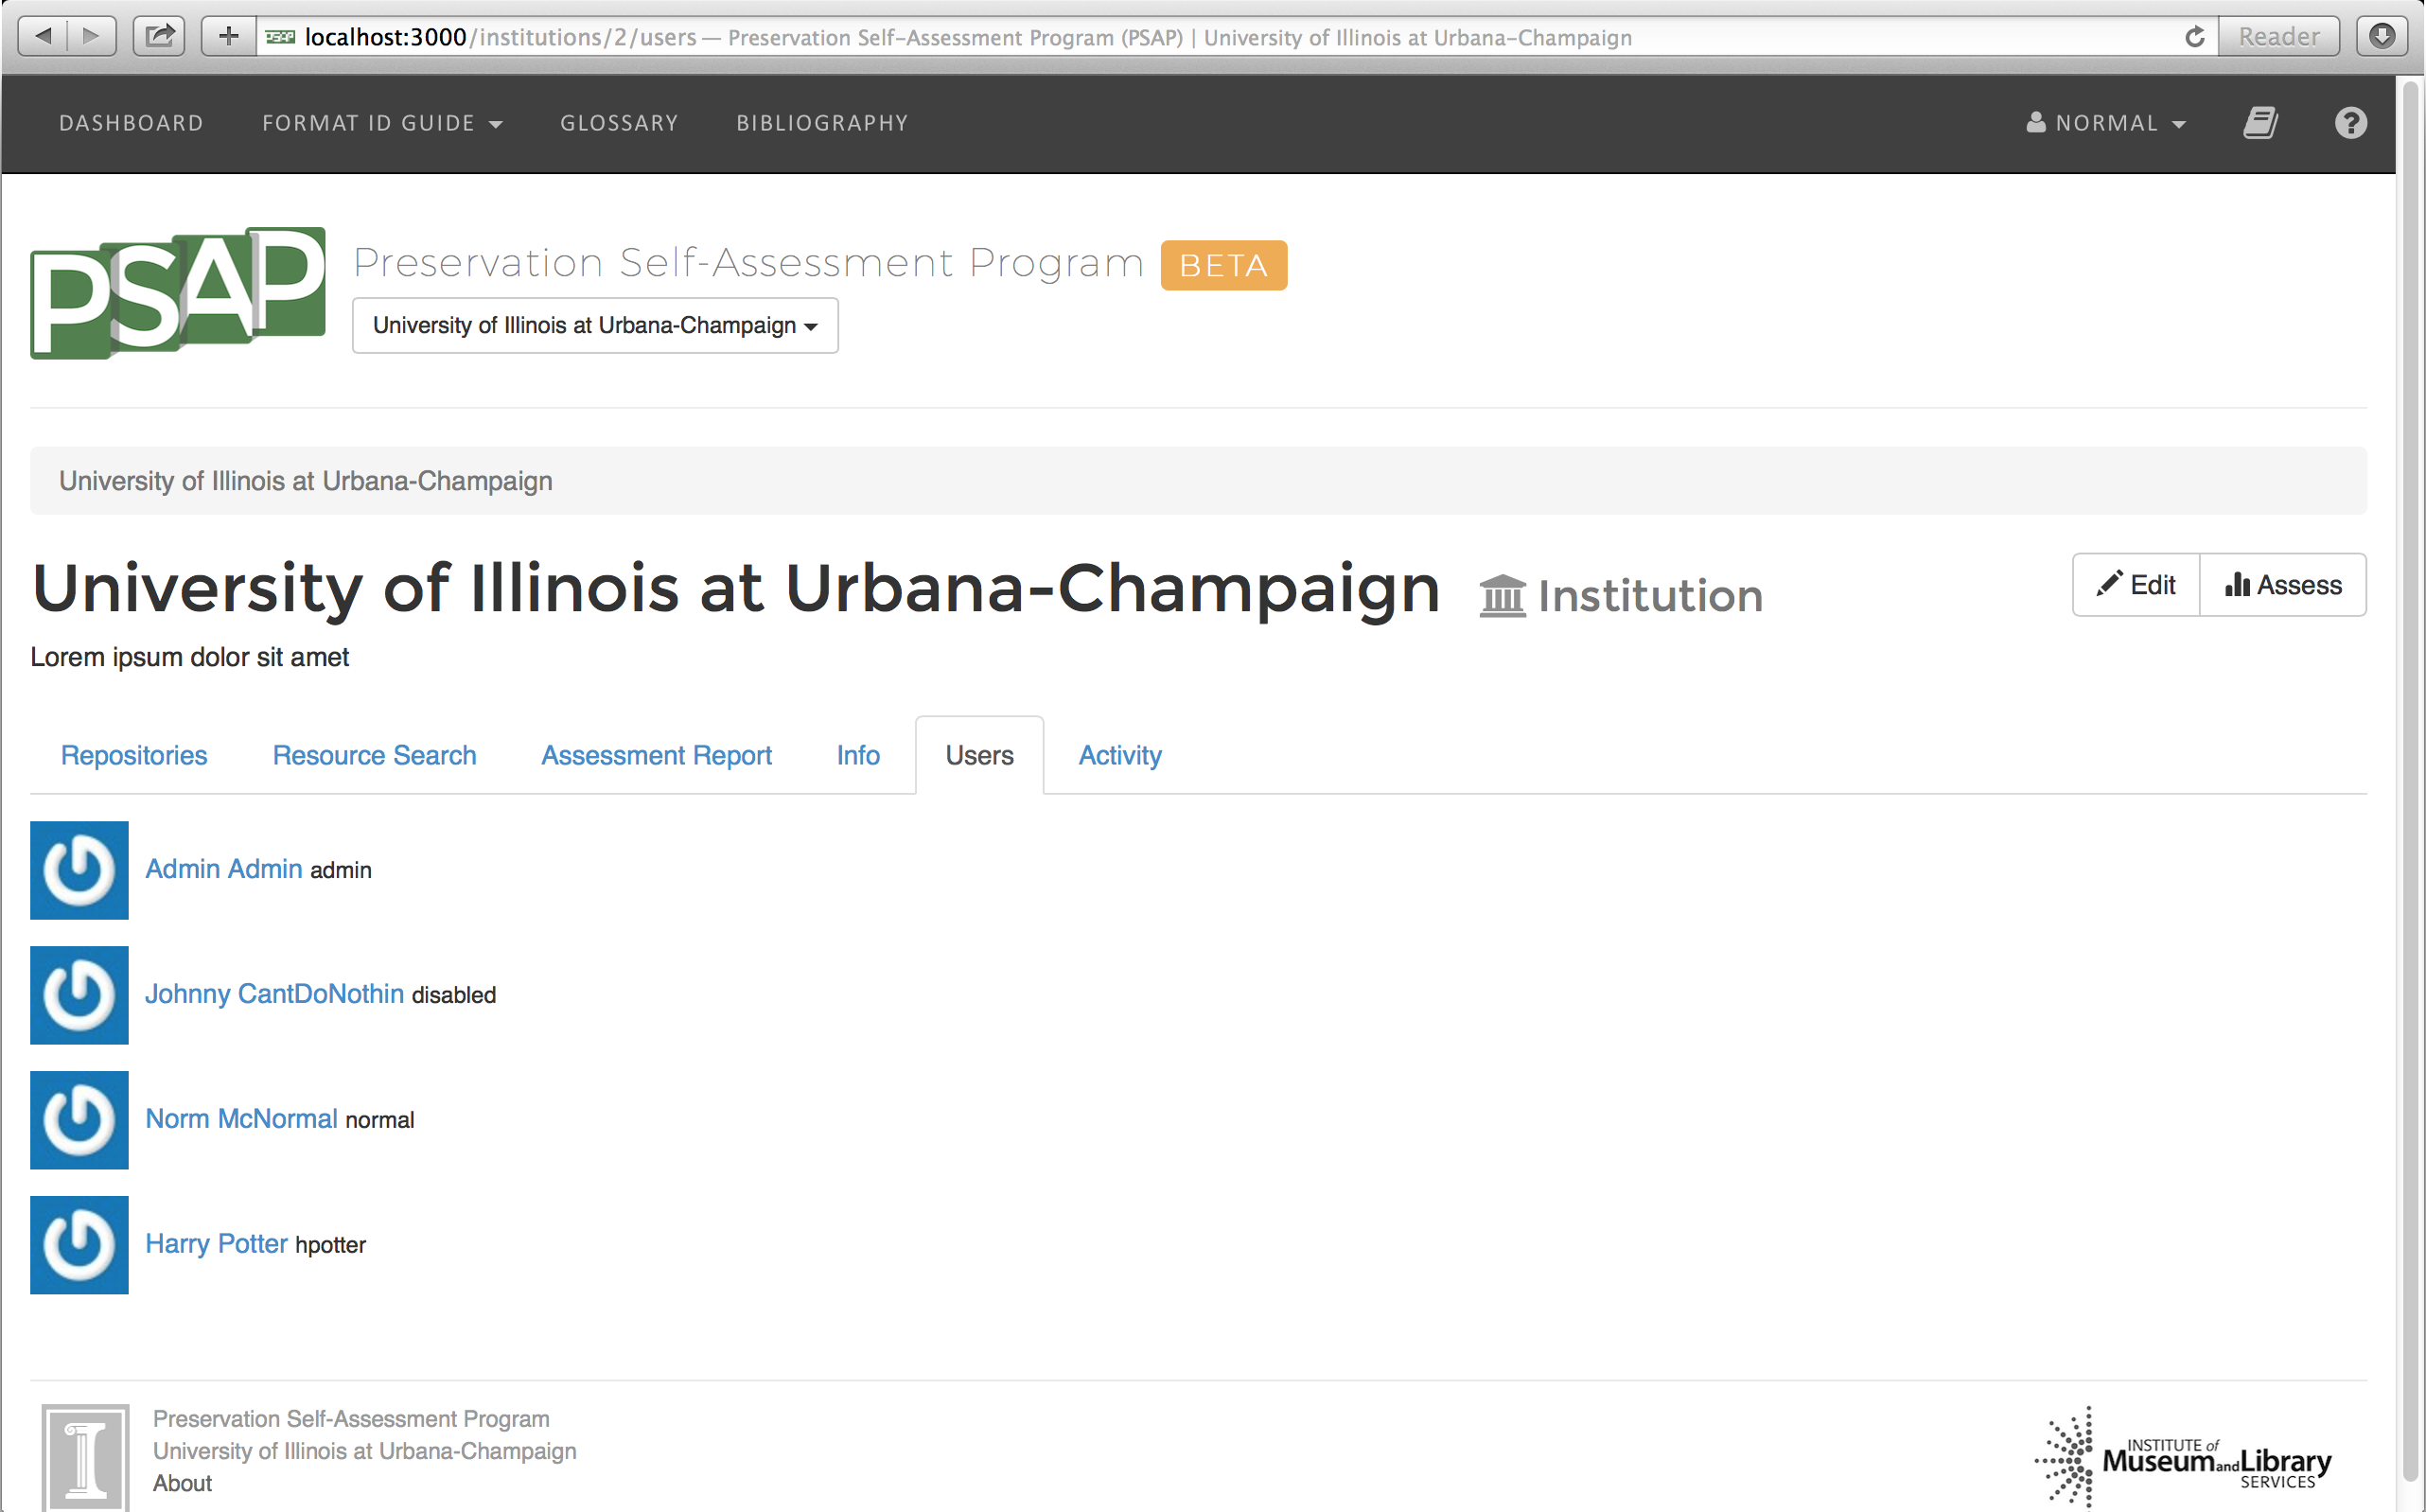 localhost:3000/institutions/2/users — Preservation Self-Assessment Program (PSAP) | University of Illinois at Urbana-Champaign
Reader
DASHBOARD FORMAT ID GUIDE GLOSSARY BIBLIOGRAPHY NORMAL
PSAP
Preservation Self-Assessment Program BETA
University of Illinois at Urbana-Champaign
University of Illinois at Urbana-Champaign
University of Illinois at Urbana-Champaign Institution
Edit Assess
Lorem ipsum dolor sit amet
Repositories Resource Search Assessment Report Info Users Activity
Admin Admin admin
Johnny CantDoNothin disabled
Norm McNormal normal
Harry Potter hpotter
Preservation Self-Assessment Program
University of Illinois at Urbana-Champaign
About
INSTITUTE of
Museum and Library
SERVICES